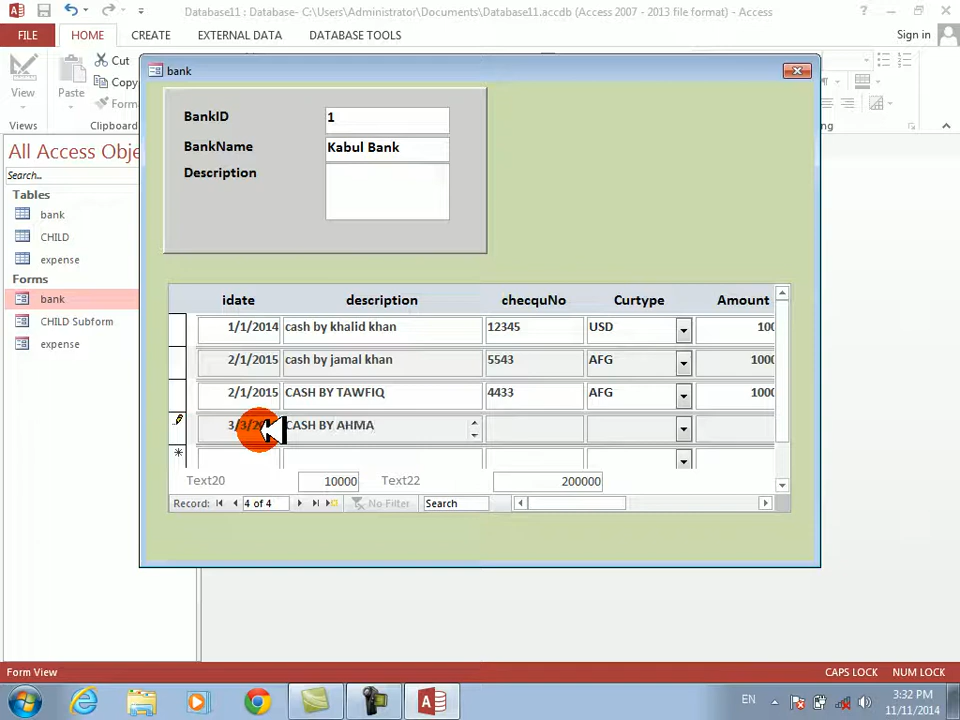 Database11 : Database- C:\Users\Administrator\Documents\Database11.accdb (Access 2007 - 2013 file format) - Access
FILE HOME CREATE EXTERNAL DATA DATABASE TOOLS Sign in
View
Views
Paste
Cut
Copy
Form
Clipboard
All Access Obje
Search...
Tables
bank
CHILD
expense
Forms
bank
CHILD Subform
expense
bank
BankID 1
BankName Kabul Bank
Description
idate description checquNo Curtype Amount
1/1/2014 cash by khalid khan 12345 USD 100
2/1/2015 cash by jamal khan 5543 AFG 1000
2/1/2015 CASH BY TAWFIQ 4433 AFG 1000
CASH BY AHMA
Text20 10000 Text22 200000
Record: 4 of 4 No Filter Search
Form View CAPS LOCK NUM LOCK
EN 3:32 PM
11/11/2014